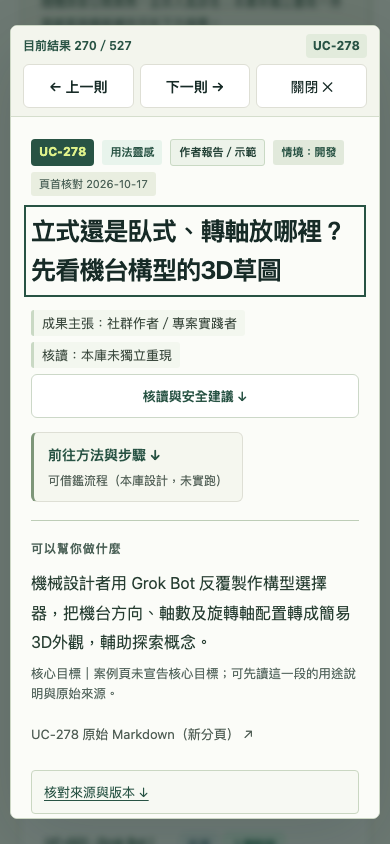 目前結果 270 / 527
UC-278
← 上一則
下一則 →
關閉 ✕
UC-278
用法靈感
作者報告 / 示範
情境：開發
頁首核對 2026-10-17
立式還是臥式、轉軸放哪裡？
先看機台構型的3D草圖
成果主張：社群作者 / 專案實踐者
核讀：本庫未獨立重現
核讀與安全建議 ↓
前往方法與步驟 ↓
可借鑑流程（本庫設計，未實跑）
可以幫你做什麼
機械設計者用 Grok Bot 反覆製作構型選擇
器，把機台方向、軸數及旋轉軸配置轉成簡易
3D外觀，輔助探索概念。
核心目標｜案例頁未宣告核心目標；可先讀這一段的用途說
明與原始來源。
UC-278 原始 Markdown（新分頁） ↗
核對來源與版本 ↓